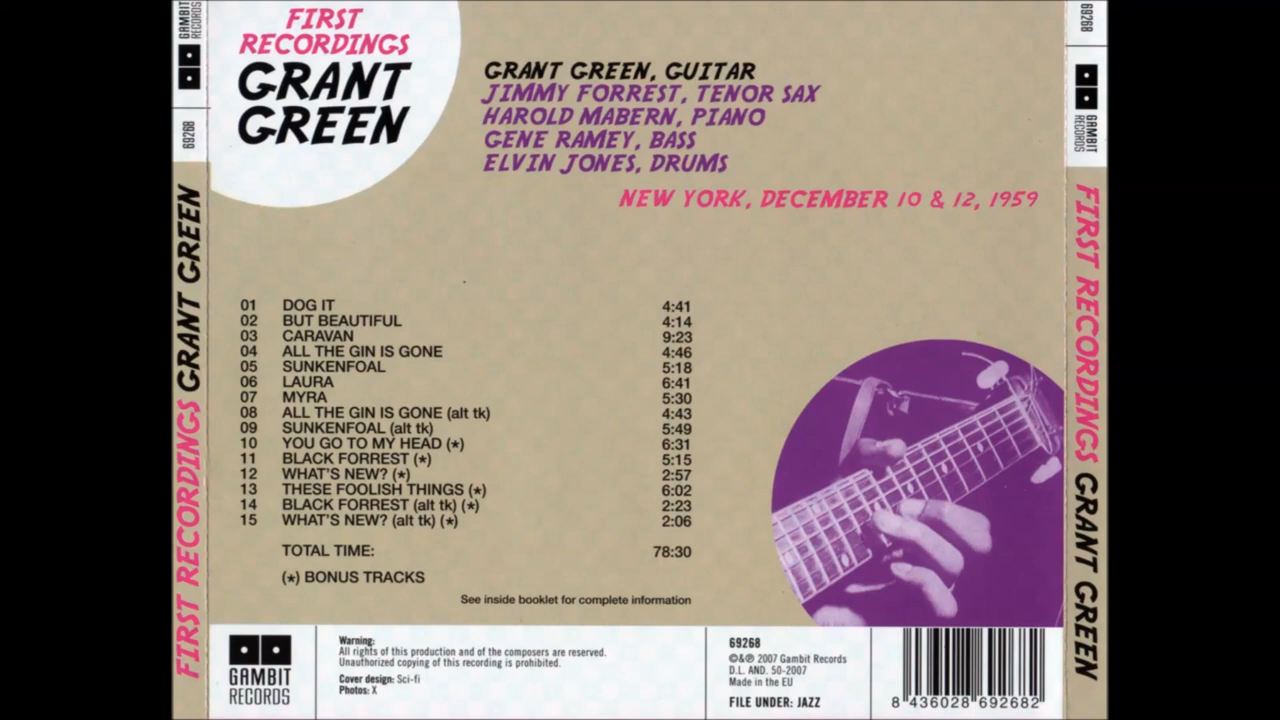 FIRST
RECORDINGS
GRANT
GREEN
GRANT GREEN, GUITAR
JIMMY FORREST, TENOR SAX
HAROLD MABERN, PIANO
GENE RAMEY, BASS
ELVIN JONES, DRUMS
NEW YORK, DECEMBER 10 & 12, 1959
01 DOG IT 4:41
02 BUT BEAUTIFUL 4:14
03 CARAVAN 9:23
04 ALL THE GIN IS GONE 4:46
05 SUNKENFOAL 5:18
06 LAURA 6:41
07 MYRA 5:30
08 ALL THE GIN IS GONE (alt tk) 4:43
09 SUNKENFOAL (alt tk) 5:49
10 YOU GO TO MY HEAD (*) 6:31
11 BLACK FORREST (*) 5:15
12 WHAT'S NEW? (*) 2:57
13 THESE FOOLISH THINGS (*) 6:02
14 BLACK FORREST (alt tk) (*) 2:23
15 WHAT'S NEW? (alt tk) (*) 2:06
TOTAL TIME: 78:30
(*) BONUS TRACKS
See inside booklet for complete information
GAMBIT
RECORDS
Warning:
All rights of this production and of the composers are reserved.
Unauthorized copying of this recording is prohibited.
Cover design: Sci-fi
Photos: X
69268
©&℗ 2007 Gambit Records
D.L. AND. 50-2007
Made in the EU
FILE UNDER: JAZZ
8 436028 692682
GAMBIT
RECORDS
69268
FIRST RECORDINGS GRANT GREEN
69268
GAMBIT
RECORDS
FIRST RECORDINGS GRANT GREEN